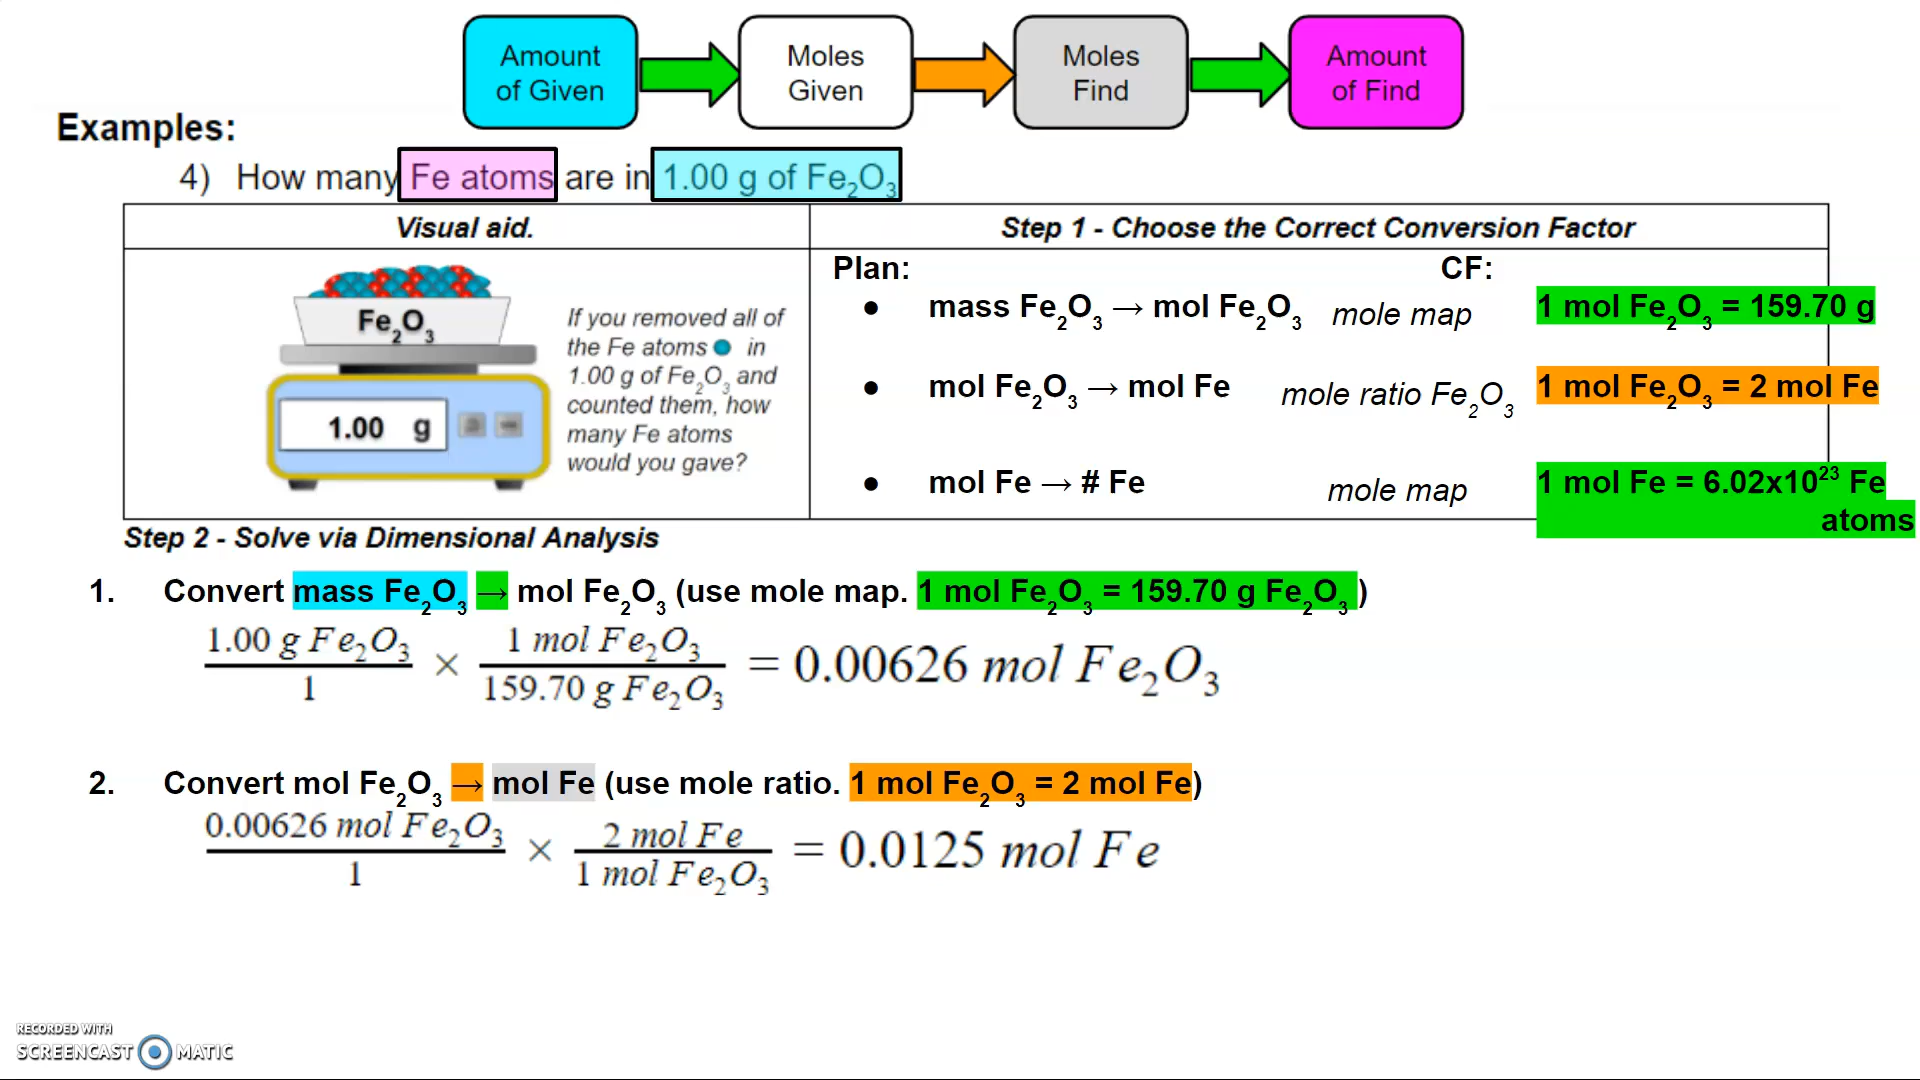 Amount of Given
Moles Given
Moles Find
Amount of Find
Examples:
4) How many Fe atoms are in 1.00 g of Fe₂O₃
Visual aid.
Step 1 - Choose the Correct Conversion Factor
Fe₂O₃
1.00 g
If you removed all of
the Fe atoms in
1.00 g of Fe₂O₃ and
counted them, how
many Fe atoms
would you gave?
Plan:
CF:
● mass Fe₂O₃ → mol Fe₂O₃ mole map 1 mol Fe₂O₃ = 159.70 g
● mol Fe₂O₃ → mol Fe mole ratio Fe₂O₃ 1 mol Fe₂O₃ = 2 mol Fe
● mol Fe → # Fe mole map 1 mol Fe = 6.02x10²³ Fe
atoms
Step 2 - Solve via Dimensional Analysis
1. Convert mass Fe₂O₃ → mol Fe₂O₃ (use mole map. 1 mol Fe₂O₃ = 159.70 g Fe₂O₃ )
1.00 g Fe₂O₃ / 1 × 1 mol Fe₂O₃ / 159.70 g Fe₂O₃ = 0.00626 mol Fe₂O₃
2. Convert mol Fe₂O₃ → mol Fe (use mole ratio. 1 mol Fe₂O₃ = 2 mol Fe)
0.00626 mol Fe₂O₃ / 1 × 2 mol Fe / 1 mol Fe₂O₃ = 0.0125 mol Fe
RECORDED WITH
SCREENCAST MATIC